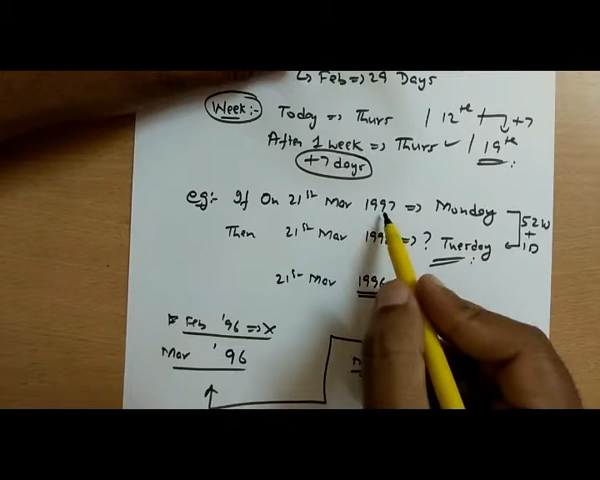 ↳ Feb => 29 Days
Week:- Today => Thurs | 12th +7
After 1 week => Thurs ✓ | 19th
+7 days
eg:- If On 21st Mar 1997 => Monday
52W + 1D
Then 21st Mar => ? Tuesday
21st Mar 1996
Feb '96 => X
Mar '96